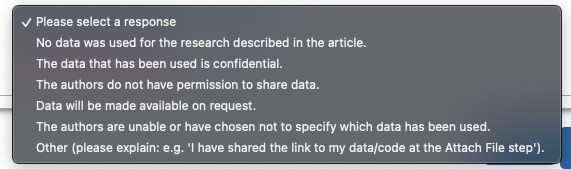 ✓ Please select a response
No data was used for the research described in the article.
The data that has been used is confidential.
The authors do not have permission to share data.
Data will be made available on request.
The authors are unable or have chosen not to specify which data has been used.
Other (please explain: e.g. 'I have shared the link to my data/code at the Attach File step').